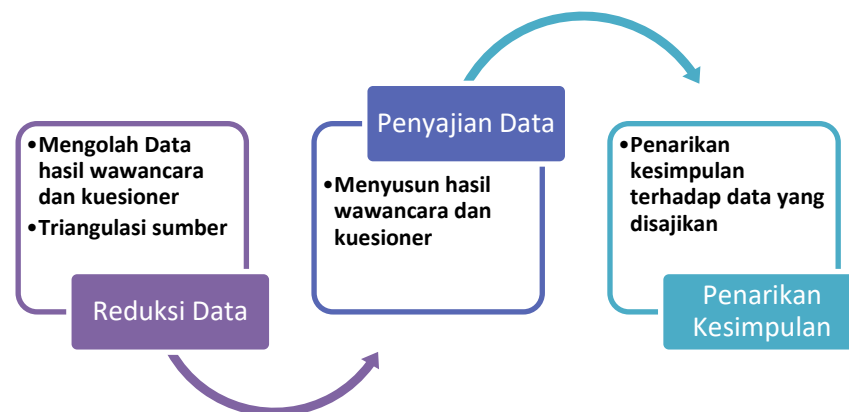 •Mengolah Data
hasil wawancara
dan kuesioner
•Triangulasi sumber
Reduksi Data
Penyajian Data
•Menyusun hasil
wawancara dan
kuesioner
•Penarikan
kesimpulan
terhadap data yang
disajikan
Penarikan
Kesimpulan